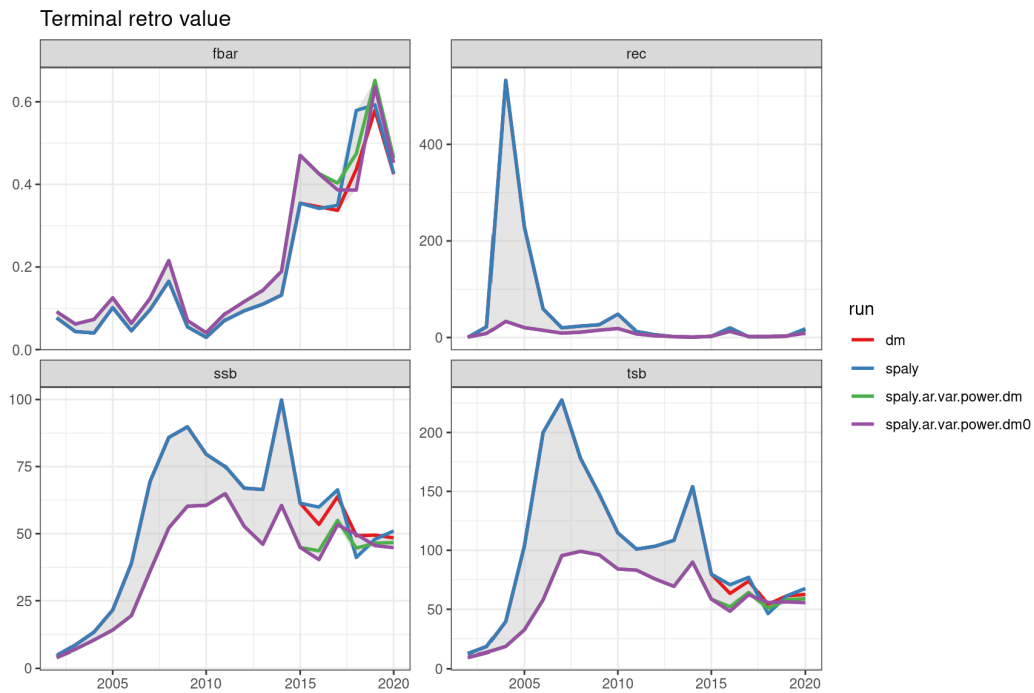 Terminal retro value
fbar
rec
0.6
0.4
0.2
0.0
400
200
0
run
dm
spaly
spaly.ar.var.power.dm
spaly.ar.var.power.dm0
ssb
tsb
100
75
50
25
0
200
150
100
50
0
2005
2010
2015
2020
2005
2010
2015
2020